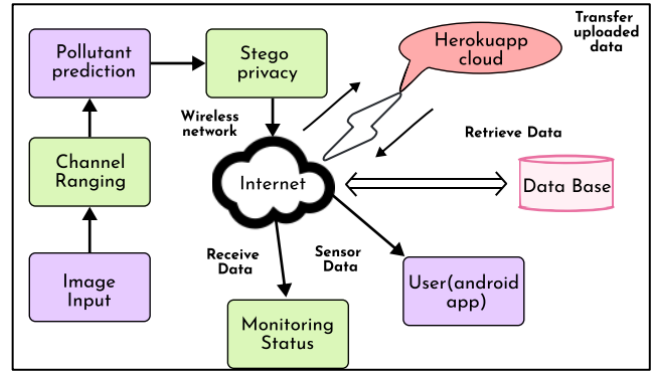 Transfer
uploaded
data
Pollutant
prediction
Stego
privacy
Herokuapp
cloud
Wireless
network
Retrieve Data
Channel
Ranging
Internet
Data Base
Receive
Data
Sensor
Data
Image
Input
User(android
app)
Monitoring
Status